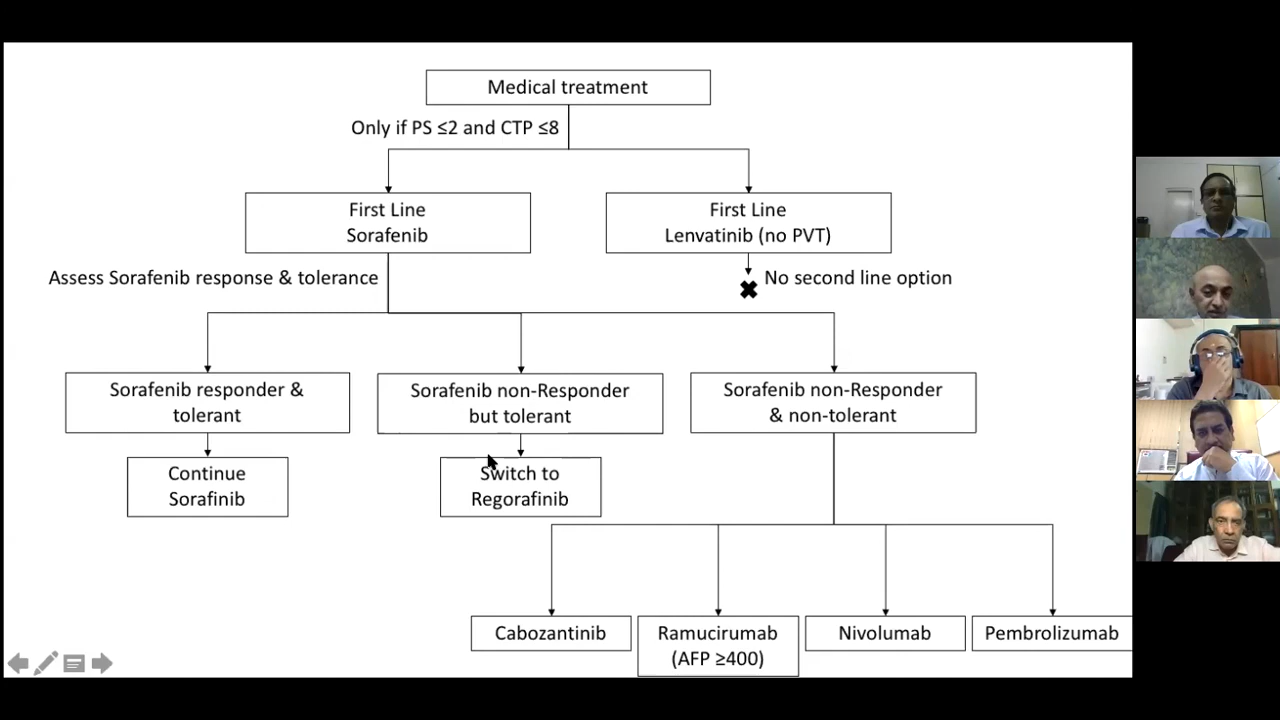 Medical treatment
Only if PS ≤2 and CTP ≤8
First Line
Sorafenib
First Line
Lenvatinib (no PVT)
Assess Sorafenib response & tolerance
No second line option
Sorafenib responder &
tolerant
Sorafenib non-Responder
but tolerant
Sorafenib non-Responder
& non-tolerant
Continue
Sorafinib
Switch to
Regorafinib
Cabozantinib
Ramucirumab
(AFP ≥400)
Nivolumab
Pembrolizumab